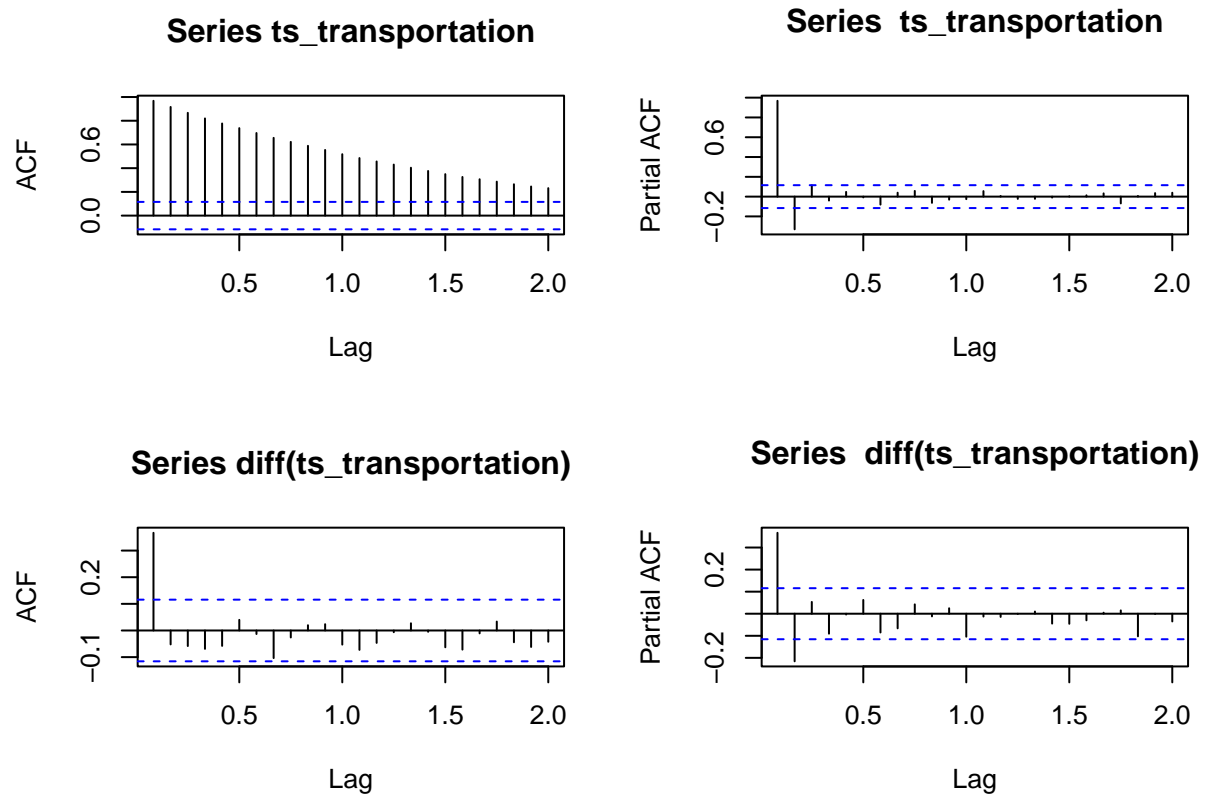 Series ts_transportation
ACF
0.0 0.6
0.5 1.0 1.5 2.0
Lag
Series ts_transportation
Partial ACF
−0.2 0.6
0.5 1.0 1.5 2.0
Lag
Series diff(ts_transportation)
ACF
−0.1 0.2
0.5 1.0 1.5 2.0
Lag
Series diff(ts_transportation)
Partial ACF
−0.2 0.2
0.5 1.0 1.5 2.0
Lag